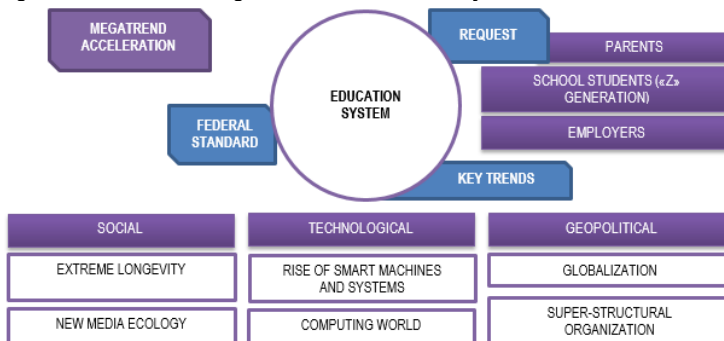 MEGATREND
ACCELERATION
REQUEST
PARENTS
SCHOOL STUDENTS («Z»
GENERATION)
EMPLOYERS
EDUCATION
SYSTEM
FEDERAL
STANDARD
KEY TRENDS
SOCIAL
TECHNOLOGICAL
GEOPOLITICAL
EXTREME LONGEVITY
RISE OF SMART MACHINES
AND SYSTEMS
GLOBALIZATION
NEW MEDIA ECOLOGY
COMPUTING WORLD
SUPER-STRUCTURAL
ORGANIZATION